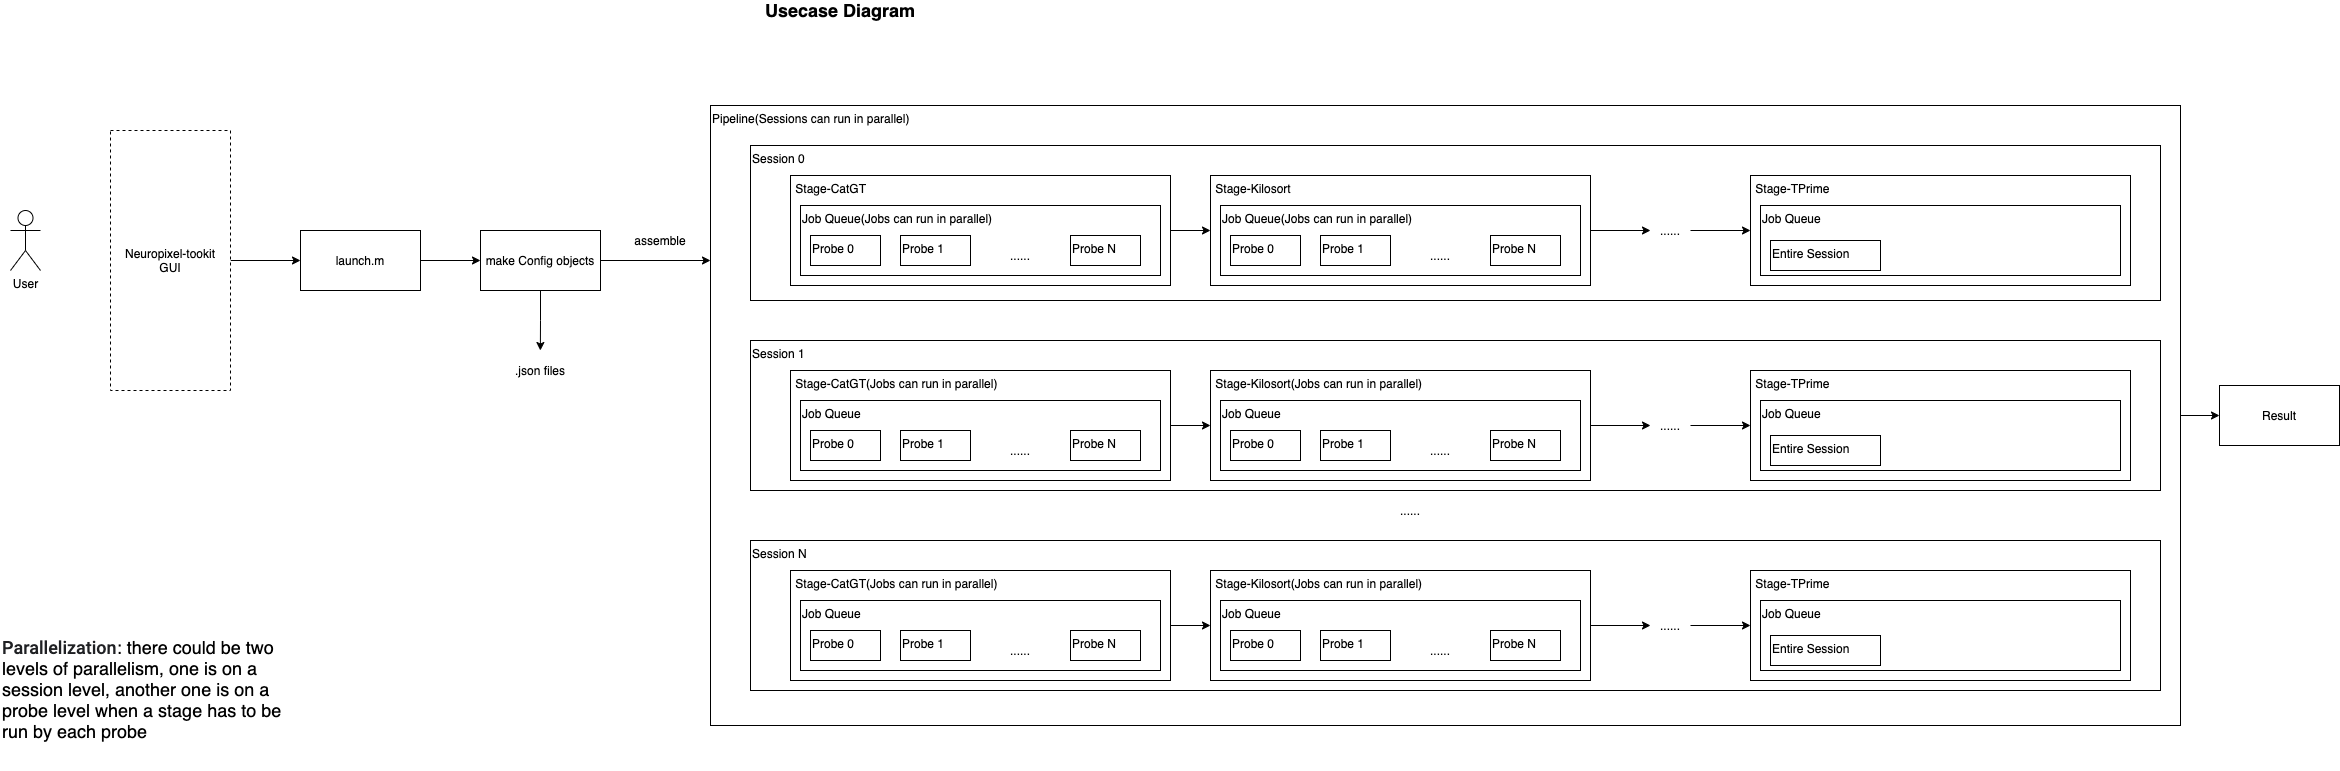 Usecase Diagram
User
Neuropixel-tookit
GUI
launch.m
make Config objects
.json files
assemble
Pipeline(Sessions can run in parallel)
Session 0
Stage-CatGT
Job Queue(Jobs can run in parallel)
Probe 0
Probe 1
......
Probe N
Stage-Kilosort
Job Queue(Jobs can run in parallel)
Probe 0
Probe 1
......
Probe N
......
Stage-TPrime
Job Queue
Entire Session
Session 1
Stage-CatGT(Jobs can run in parallel)
Job Queue
Probe 0
Probe 1
......
Probe N
Stage-Kilosort(Jobs can run in parallel)
Job Queue
Probe 0
Probe 1
......
Probe N
......
Stage-TPrime
Job Queue
Entire Session
......
Session N
Stage-CatGT(Jobs can run in parallel)
Job Queue
Probe 0
Probe 1
......
Probe N
Stage-Kilosort(Jobs can run in parallel)
Job Queue
Probe 0
Probe 1
......
Probe N
......
Stage-TPrime
Job Queue
Entire Session
Result
Parallelization: there could be two
levels of parallelism, one is on a
session level, another one is on a
probe level when a stage has to be
run by each probe